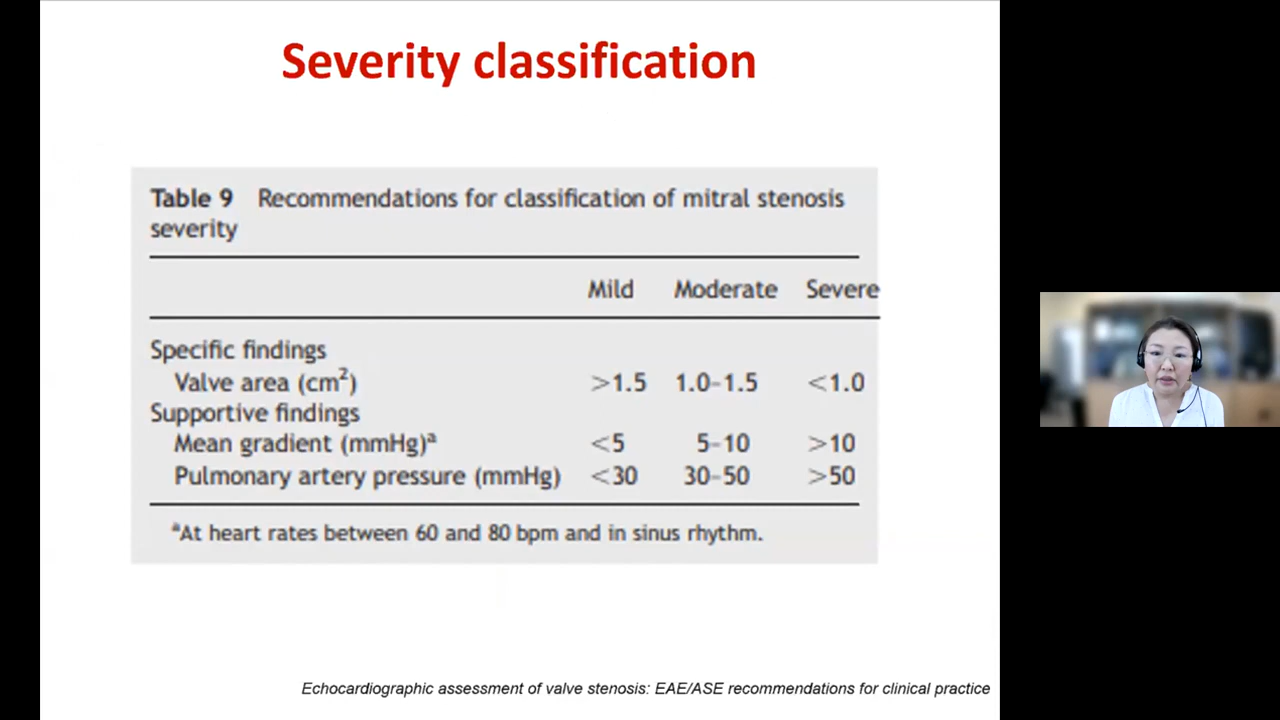 Severity classification
Table 9 Recommendations for classification of mitral stenosis
severity
Mild Moderate Severe
Specific findings
Valve area (cm²) >1.5 1.0–1.5 <1.0
Supportive findings
Mean gradient (mmHg)ᵃ <5 5–10 >10
Pulmonary artery pressure (mmHg) <30 30–50 >50
ᵃAt heart rates between 60 and 80 bpm and in sinus rhythm.
Echocardiographic assessment of valve stenosis: EAE/ASE recommendations for clinical practice